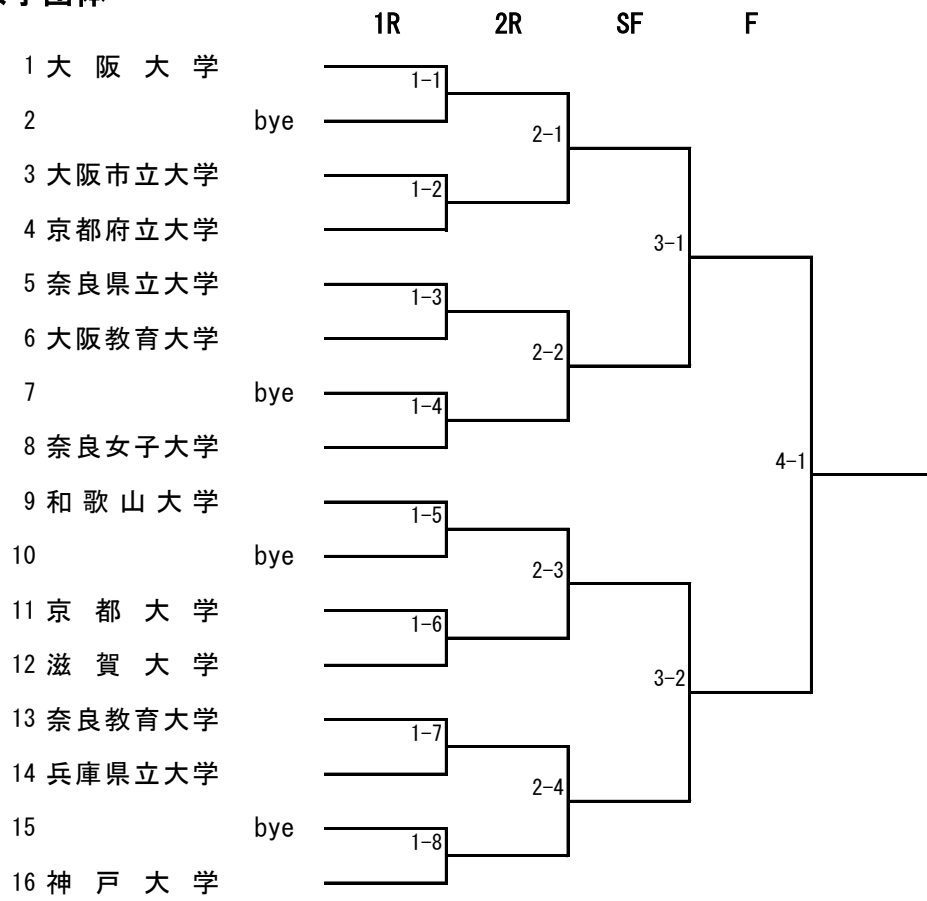 1R 2R SF F
1 大阪大学
1-1
2 bye
2-1
3 大阪市立大学
1-2
4 京都府立大学
3-1
5 奈良県立大学
1-3
6 大阪教育大学
2-2
7 bye
1-4
8 奈良女子大学
4-1
9 和歌山大学
1-5
10 bye
2-3
11 京都大学
1-6
12 滋賀大学
3-2
13 奈良教育大学
1-7
14 兵庫県立大学
2-4
15 bye
1-8
16 神戸大学